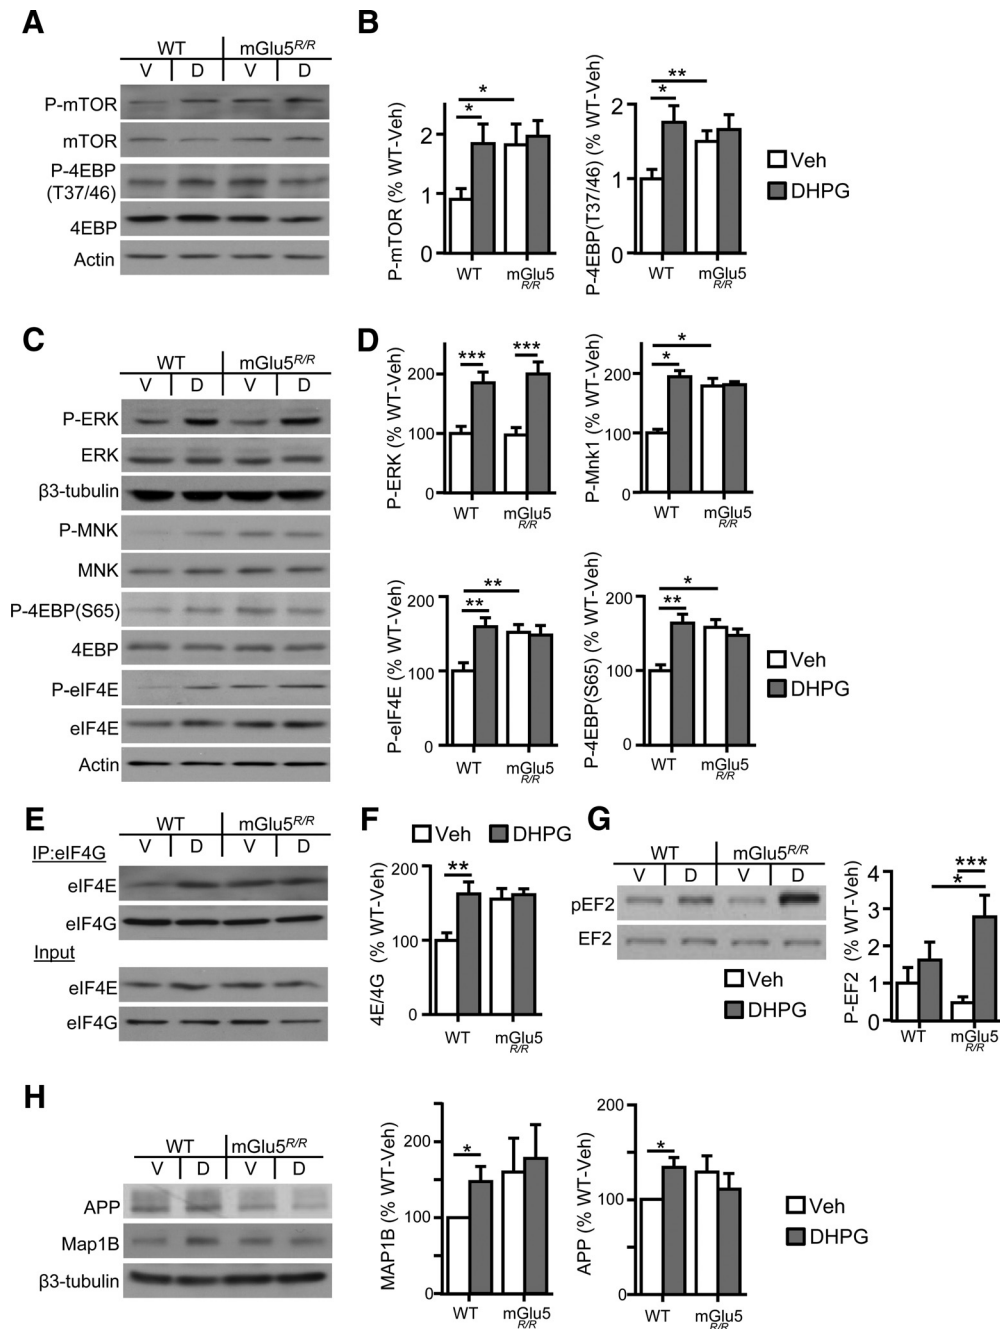 A
WT mGlu5R/R
V D V D
P-mTOR
mTOR
P-4EBP
(T37/46)
4EBP
Actin
B
P-mTOR (% WT-Veh)
2
1
0
*
*
WT mGlu5
R/R
P-4EBP(T37/46) (% WT-Veh)
2
1
0
**
*
WT mGlu5
R/R
Veh
DHPG
C
WT mGlu5R/R
V D V D
P-ERK
ERK
β3-tubulin
P-MNK
MNK
P-4EBP(S65)
4EBP
P-eIF4E
eIF4E
Actin
D
P-ERK (% WT-Veh)
200
100
0
*** ***
WT mGlu5
R/R
P-Mnk1 (% WT-Veh)
200
100
0
*
*
WT mGlu5
R/R
P-eIF4E (% WT-Veh)
200
100
0
**
**
WT mGlu5
R/R
P-4EBP(S65) (% WT-Veh)
200
100
0
*
**
WT mGlu5
R/R
Veh
DHPG
E
WT mGlu5R/R
V D V D
IP:eIF4G
eIF4E
eIF4G
Input
eIF4E
eIF4G
F
Veh DHPG
4E/4G (% WT-Veh)
200
100
0
**
WT mGlu5
R/R
G
WT mGlu5R/R
V D V D
pEF2
EF2
Veh
DHPG
P-EF2 (% WT-Veh)
4
3
2
1
0
***
*
WT mGlu5
R/R
H
WT mGlu5R/R
V D V D
APP
Map1B
β3-tubulin
MAP1B (% WT-Veh)
200
100
0
*
WT mGlu5
R/R
APP (% WT-Veh)
200
100
0
*
WT mGlu5
R/R
Veh
DHPG